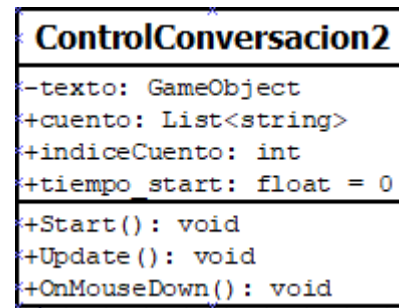 ControlConversacion2
-texto: GameObject
+cuento: List<string>
+indiceCuento: int
+tiempo_start: float = 0
+Start(): void
+Update(): void
+OnMouseDown(): void